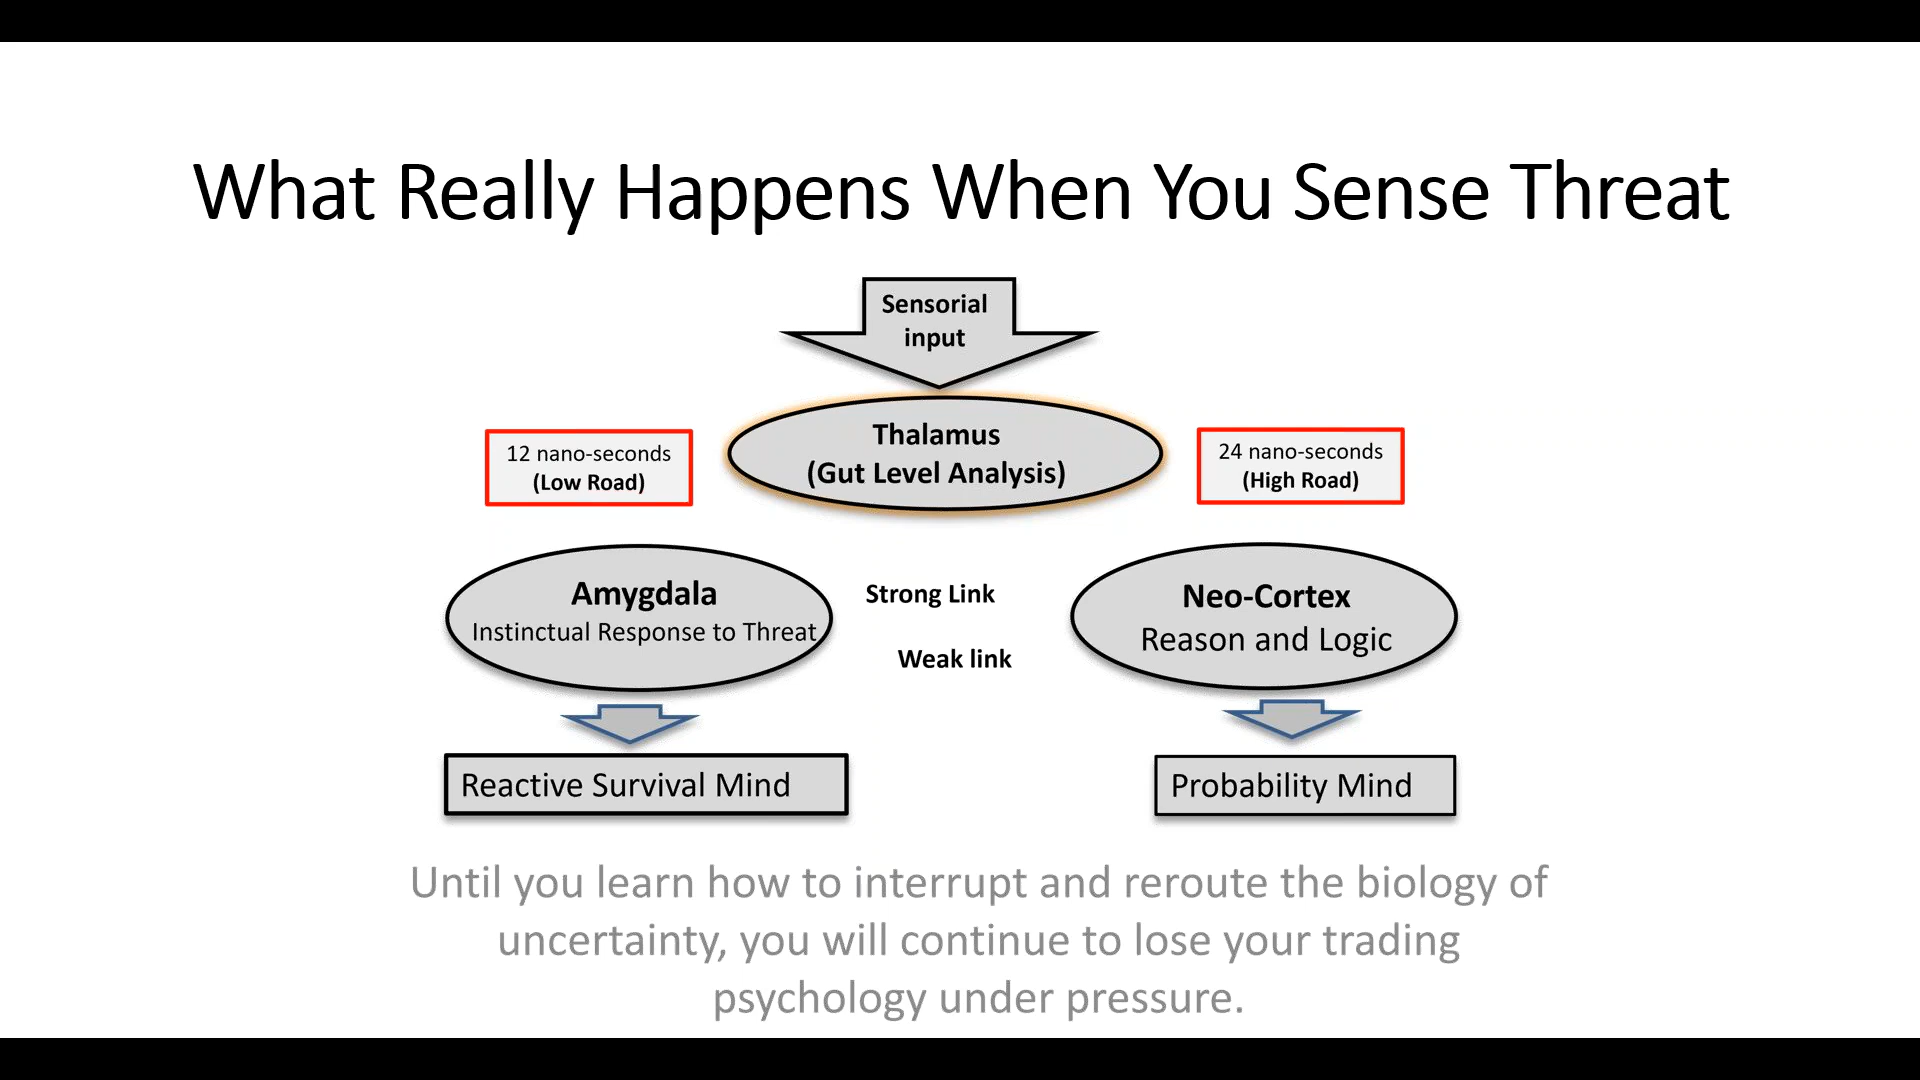 What Really Happens When You Sense Threat
Sensorial
input
Thalamus
(Gut Level Analysis)
12 nano-seconds
(Low Road)
24 nano-seconds
(High Road)
Amygdala
Instinctual Response to Threat
Strong Link
Weak link
Neo-Cortex
Reason and Logic
Reactive Survival Mind
Probability Mind
Until you learn how to interrupt and reroute the biology of
uncertainty, you will continue to lose your trading
psychology under pressure.